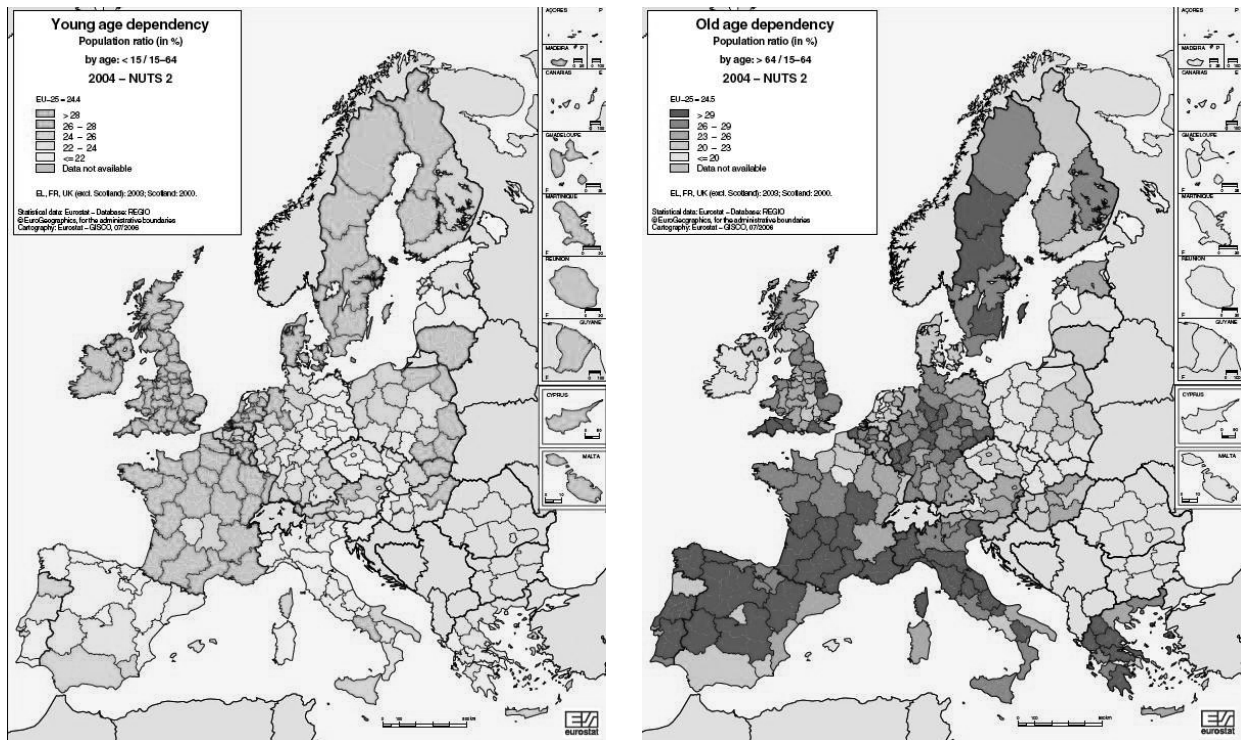 Young age dependency
Population ratio (in %)
by age: < 15 / 15–64
2004 – NUTS 2
EU–25 = 24.4
> 28
26 – 28
24 – 26
22 – 24
<= 22
Data not available
EL, FR, UK (excl. Scotland): 2003; Scotland: 2000.
Statistical data: Eurostat – Database: REGIO
© EuroGeographics, for the administrative boundaries
Cartography: Eurostat – GISCO, 07/2006
AÇORES P
MADEIRA P
CANARIAS E
GUADELOUPE
F
MARTINIQUE
F
REUNION
F
GUYANE
F
CYPRUS
MALTA
eurostat
Old age dependency
Population ratio (in %)
by age: > 64 / 15–64
2004 – NUTS 2
EU–25 = 24.5
> 29
26 – 29
23 – 26
20 – 23
<= 20
Data not available
EL, FR, UK (excl. Scotland): 2003; Scotland: 2000.
Statistical data: Eurostat – Database: REGIO
© EuroGeographics, for the administrative boundaries
Cartography: Eurostat – GISCO, 07/2006
AÇORES P
MADEIRA P
CANARIAS E
GUADELOUPE
F
MARTINIQUE
F
REUNION
F
GUYANE
F
CYPRUS
MALTA
eurostat